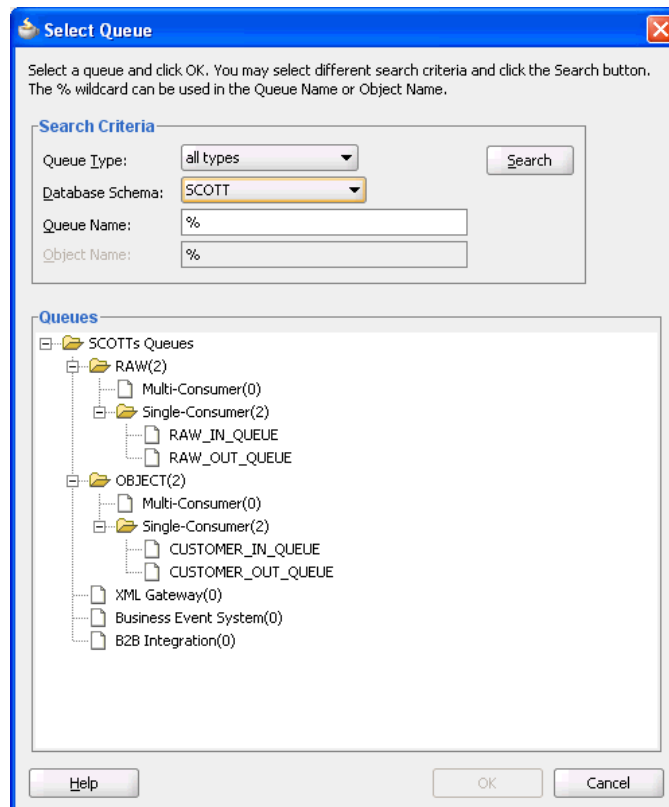 Select Queue
Select a queue and click OK. You may select different search criteria and click the Search button.
The % wildcard can be used in the Queue Name or Object Name.
Search Criteria
Queue Type: all types Search
Database Schema: SCOTT
Queue Name: %
Object Name: %
Queues
SCOTTs Queues
RAW(2)
Multi-Consumer(0)
Single-Consumer(2)
RAW_IN_QUEUE
RAW_OUT_QUEUE
OBJECT(2)
Multi-Consumer(0)
Single-Consumer(2)
CUSTOMER_IN_QUEUE
CUSTOMER_OUT_QUEUE
XML Gateway(0)
Business Event System(0)
B2B Integration(0)
Help OK Cancel